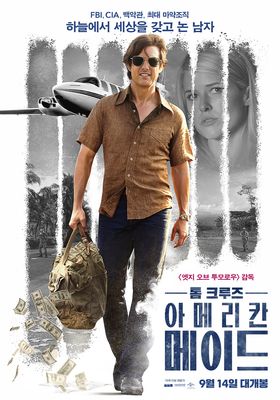 FBI, CIA, 백악관, 최대 마약조직
하늘에서 세상을 갖고 논 남자
<엣지 오브 투모로우> 감독
톰 크루즈
아메리칸
메이드
9월 14일 대개봉